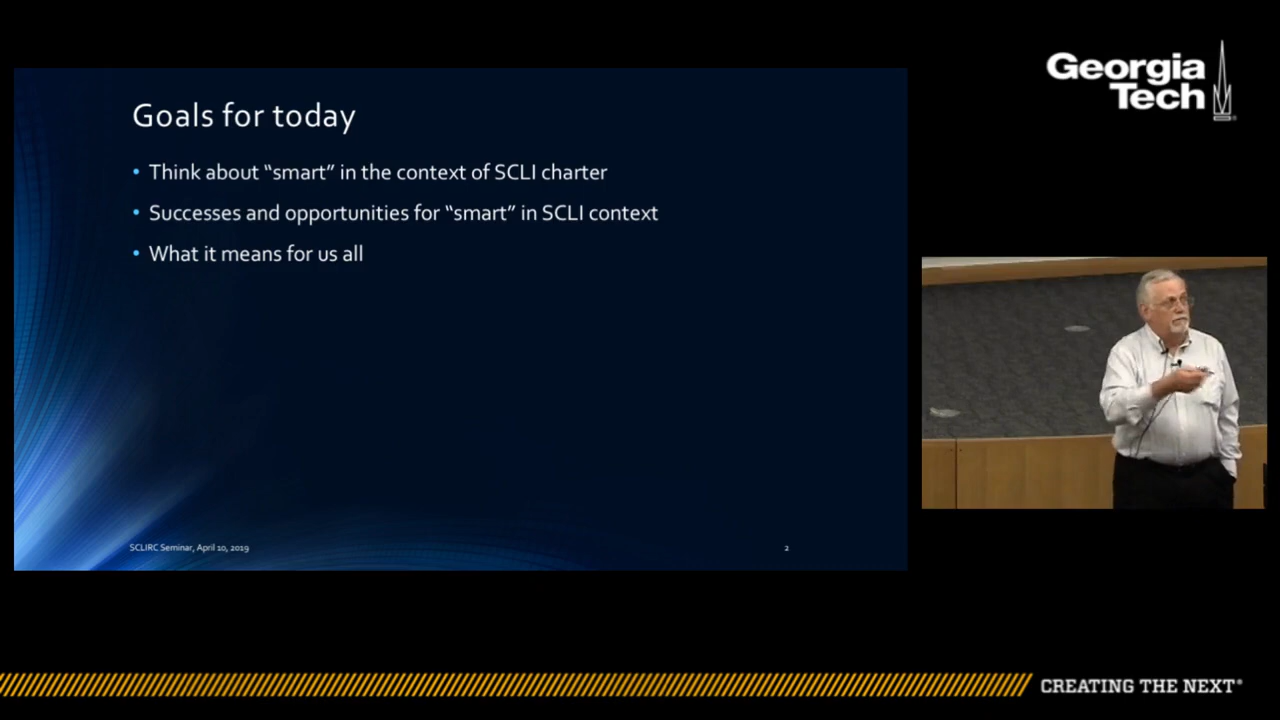 Georgia
Tech
Goals for today
• Think about “smart” in the context of SCLI charter
• Successes and opportunities for “smart” in SCLI context
• What it means for us all
SCLIRC Seminar, April 10, 2019
2
CREATING THE NEXT®